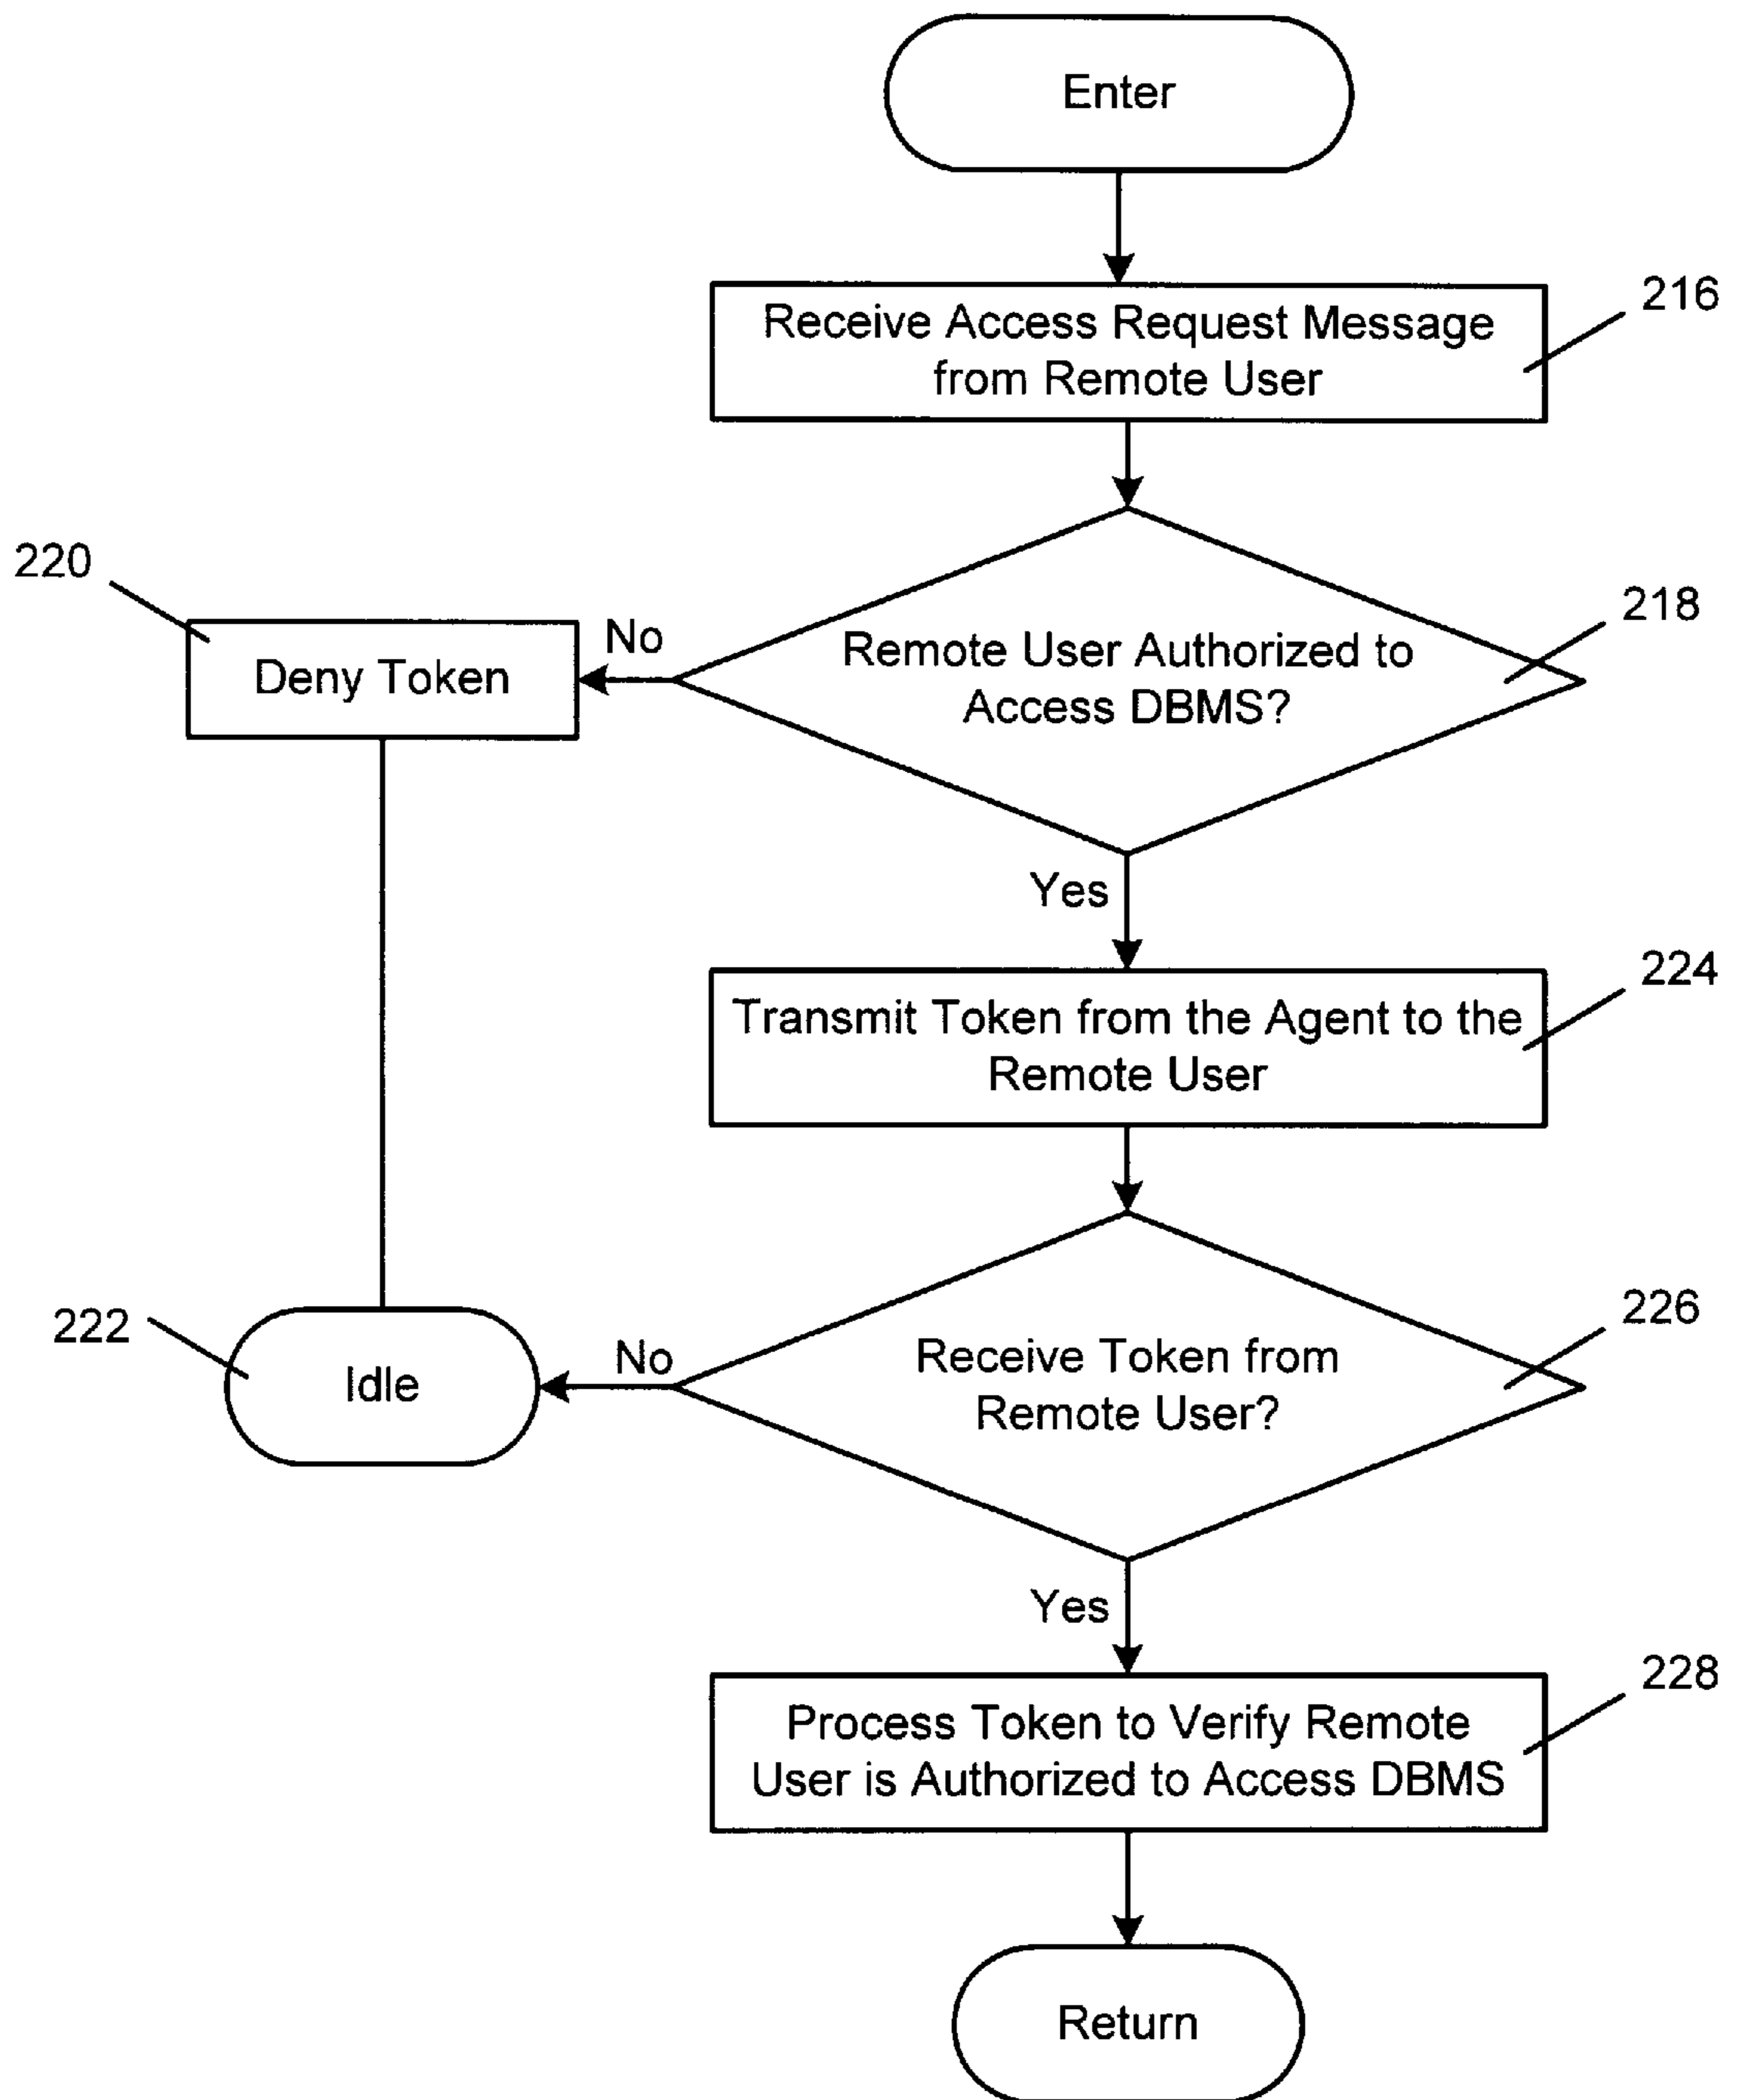 Enter
Receive Access Request Message
from Remote User
216
220
218
Deny Token
No
Remote User Authorized to
Access DBMS?
Yes
224
Transmit Token from the Agent to the
Remote User
222
226
Idle
No
Receive Token from
Remote User?
Yes
228
Process Token to Verify Remote
User is Authorized to Access DBMS
Return